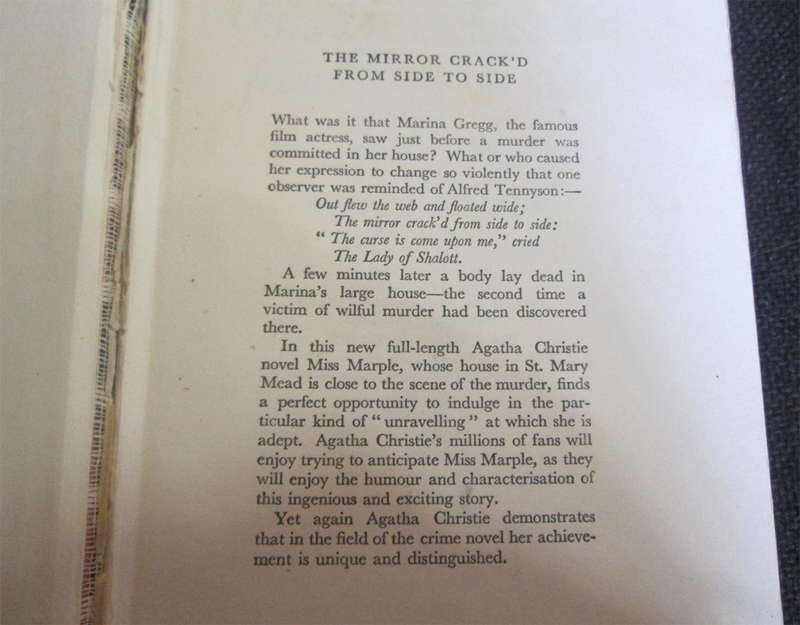 THE MIRROR CRACK'D
FROM SIDE TO SIDE
What was it that Marina Gregg, the famous
film actress, saw just before a murder was
committed in her house? What or who caused
her expression to change so violently that one
observer was reminded of Alfred Tennyson:—
Out flew the web and floated wide;
The mirror crack'd from side to side:
"The curse is come upon me," cried
The Lady of Shalott.
A few minutes later a body lay dead in
Marina's large house—the second time a
victim of wilful murder had been discovered
there.
In this new full-length Agatha Christie
novel Miss Marple, whose house in St. Mary
Mead is close to the scene of the murder, finds
a perfect opportunity to indulge in the par-
ticular kind of "unravelling" at which she is
adept. Agatha Christie's millions of fans will
enjoy trying to anticipate Miss Marple, as they
will enjoy the humour and characterisation of
this ingenious and exciting story.
Yet again Agatha Christie demonstrates
that in the field of the crime novel her achieve-
ment is unique and distinguished.